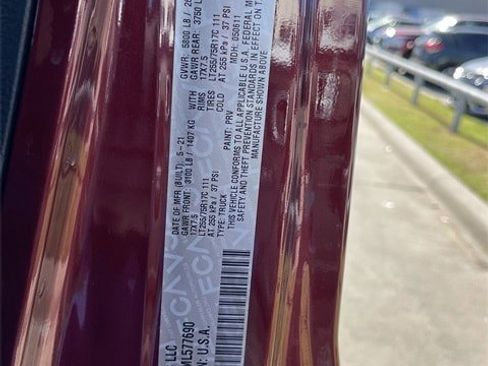 LLC
DATE OF MFR (BUILT) 5-21
GVWR: 5800 LB / 26
GAWR FRONT: 3100 LB / 1407 KG
WITH
GAWR REAR: 3750 L
17X7.5
RIMS
17X7.5
LT255/75R17C 111
TIRES
LT255/75R17C 111
AT 255 kPa / 37 PSI
COLD
AT 255 kPa / 37 PSI
TYPE: TRUCK
PAINT: PRV
MDH: 050611
THIS VEHICLE CONFORMS TO ALL APPLICABLE U.S.A. FEDERAL M
SAFETY AND THEFT PREVENTION STANDARDS IN EFFECT ON T
MANUFACTURE SHOWN ABOVE
ML577690
N: U.S.A.